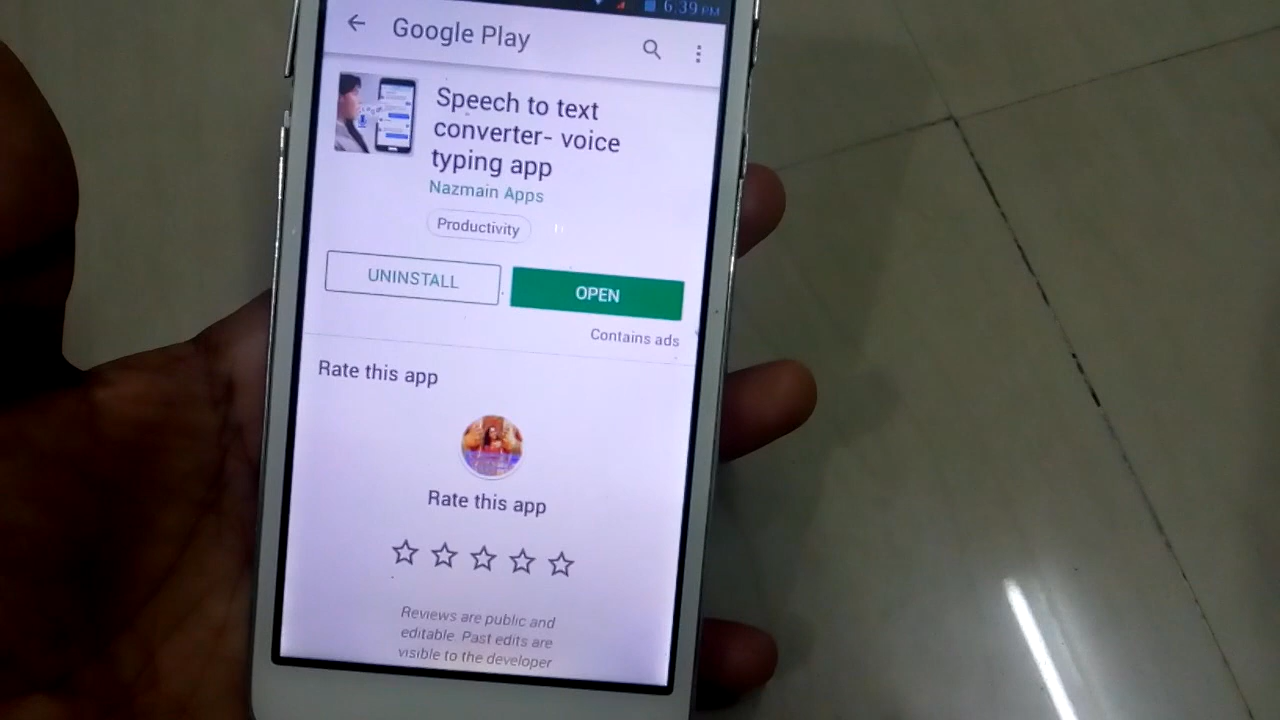 6:39 PM
Google Play
Speech to text
converter- voice
typing app
Nazmain Apps
Productivity
UNINSTALL
OPEN
Contains ads
Rate this app
Rate this app
Reviews are public and
editable. Past edits are
visible to the developer